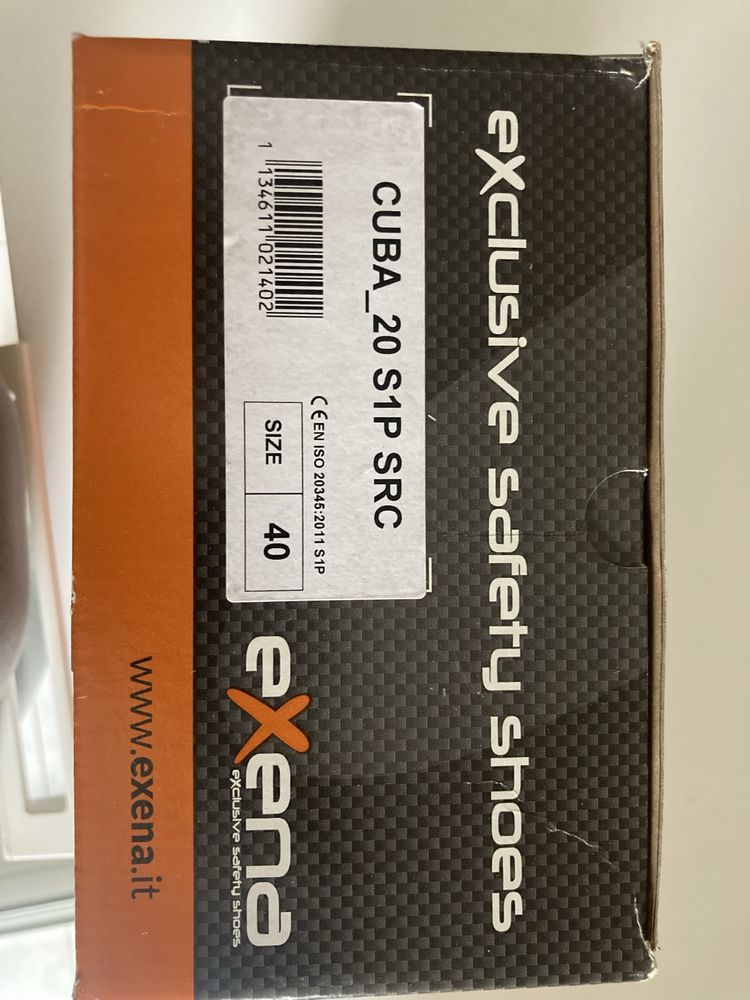 eXclusive safety shoes
CUBA_20 S1P SRC
1 134611 021402
CE EN ISO 20345:2011 S1P
SIZE 40
eXena
eXclusive safety shoes
www.exena.it